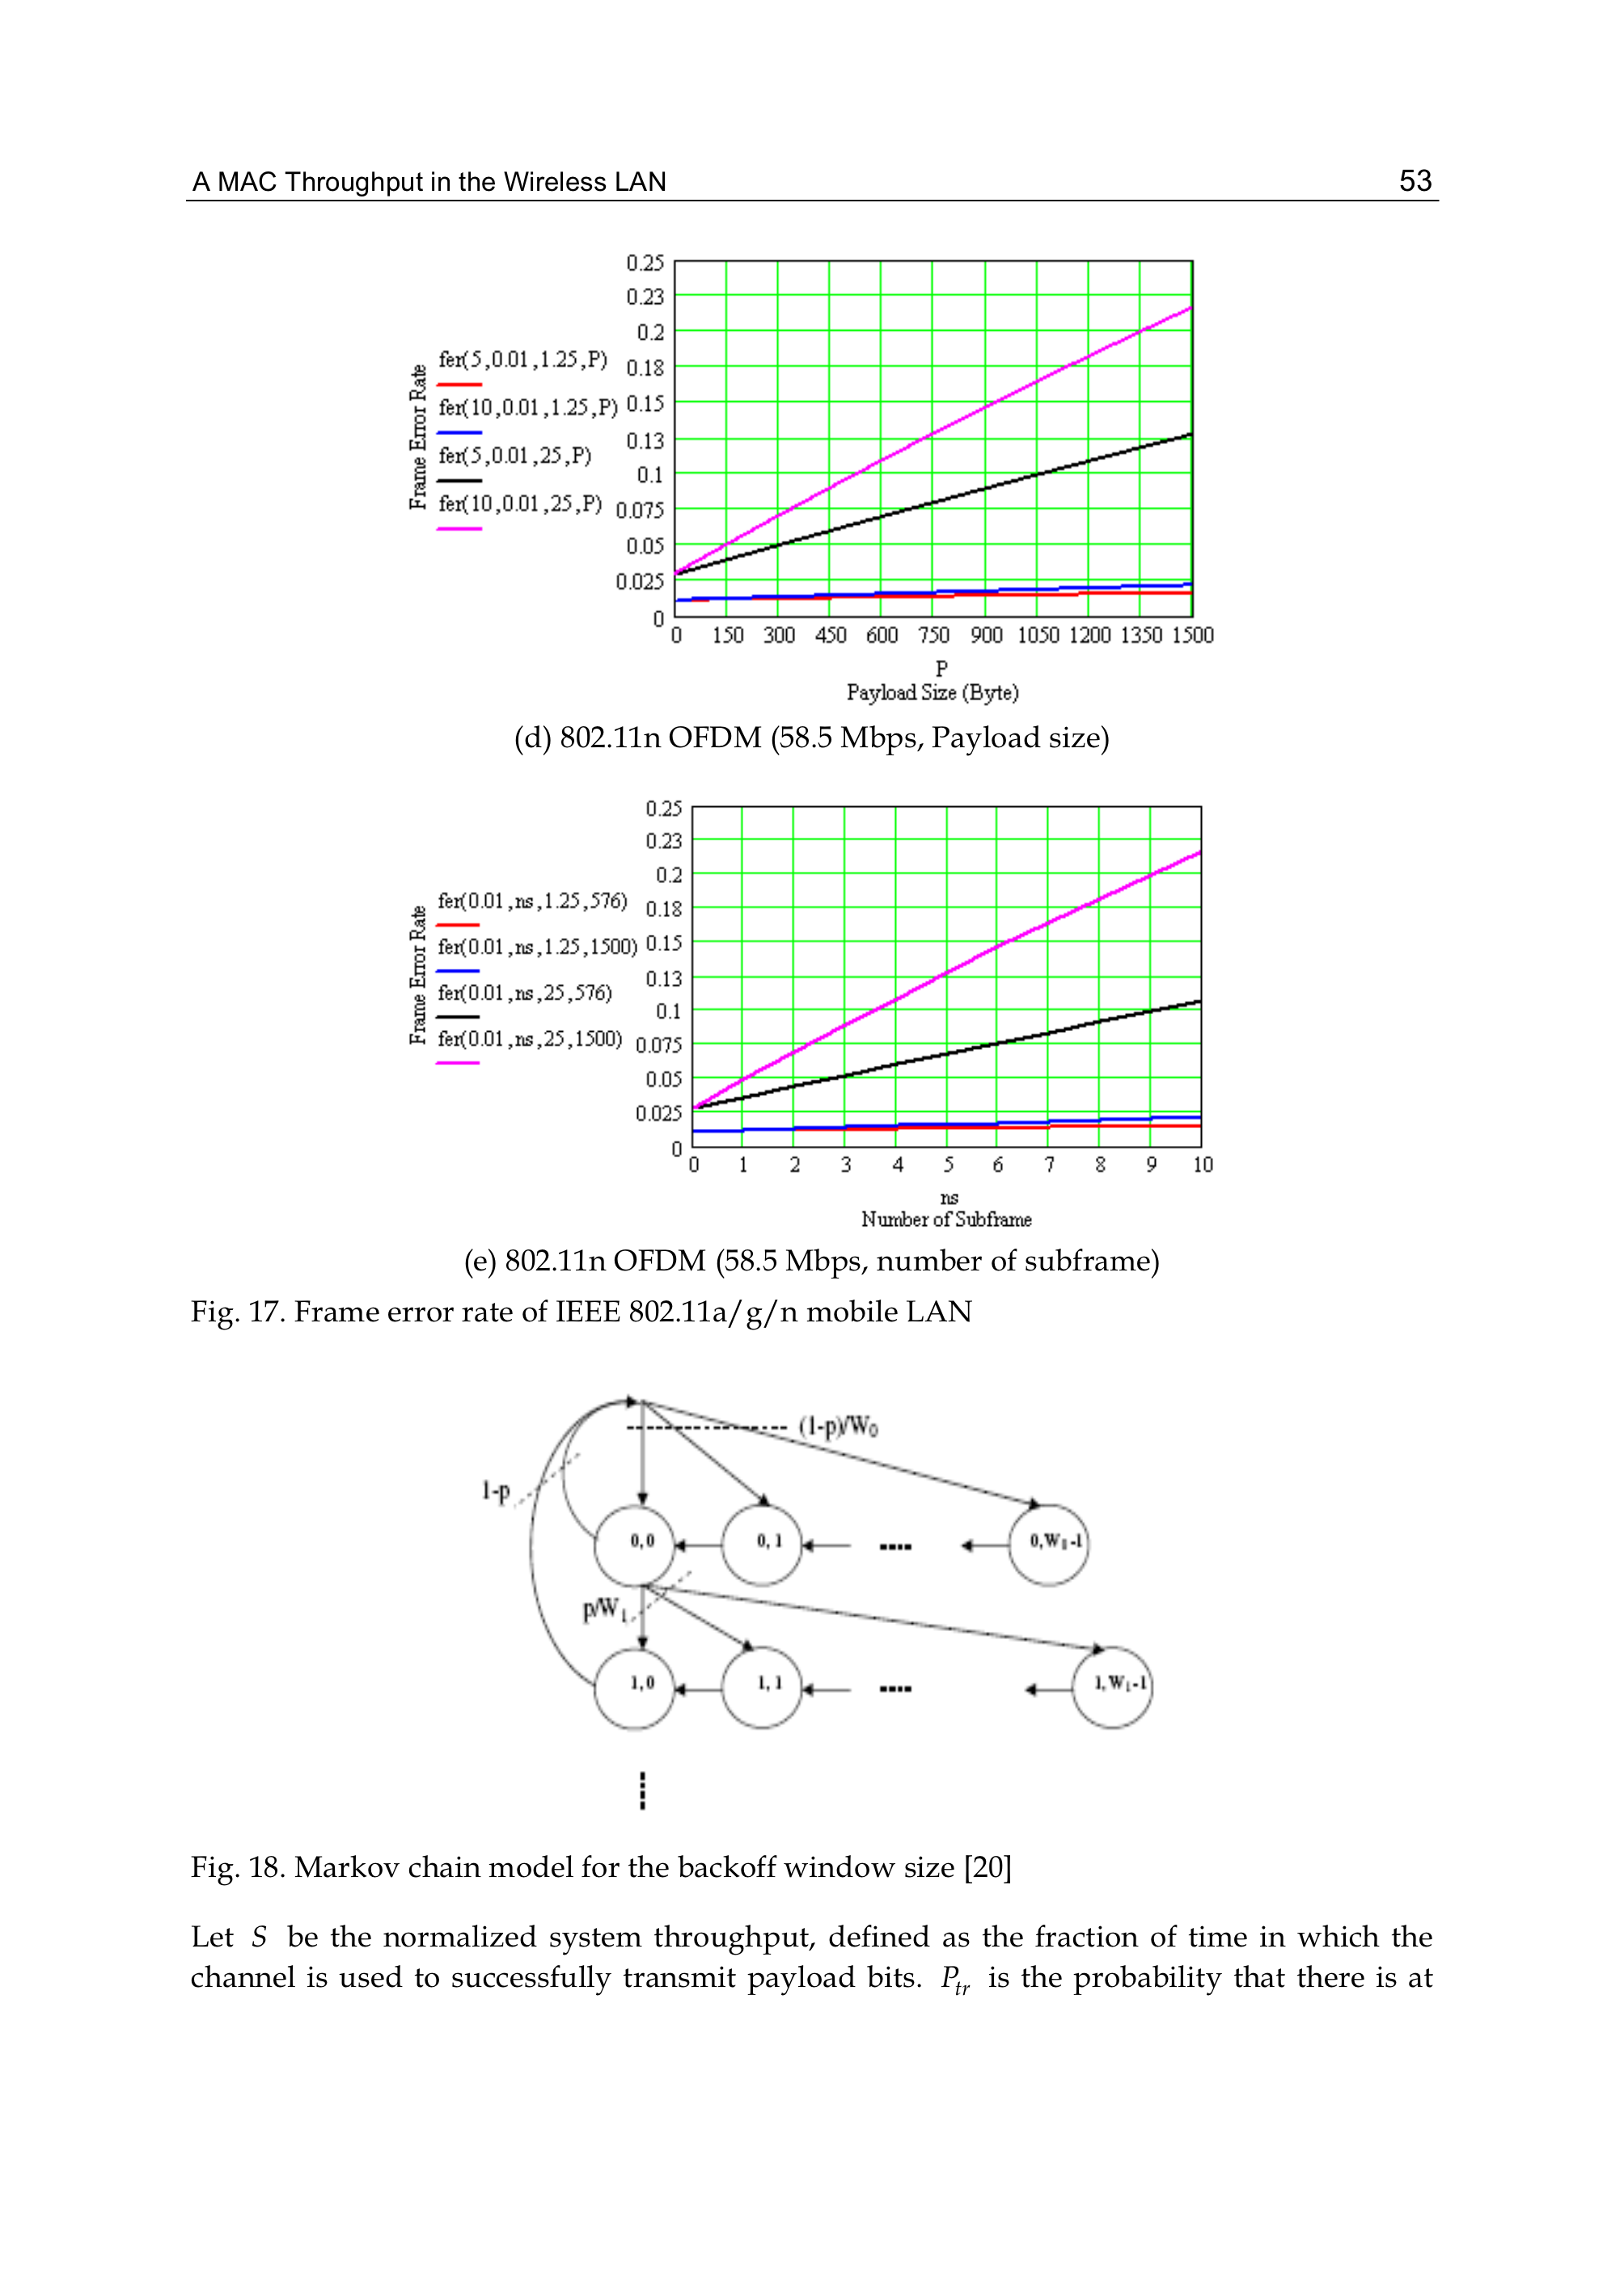 A MAC Throughput in the Wireless LAN 53
0.25
0.23
0.2
0.18
0.15
0.13
0.1
0.075
0.05
0.025
0
Frame Error Rate
fer(5,0.01,1.25,P)
fer(10,0.01,1.25,P)
fer(5,0.01,25,P)
fer(10,0.01,25,P)
0 150 300 450 600 750 900 1050 1200 1350 1500
P
Payload Size (Byte)
(d) 802.11n OFDM (58.5 Mbps, Payload size)
0.25
0.23
0.2
0.18
0.15
0.13
0.1
0.075
0.05
0.025
0
Frame Error Rate
fer(0.01,ns,1.25,576)
fer(0.01,ns,1.25,1500)
fer(0.01,ns,25,576)
fer(0.01,ns,25,1500)
0 1 2 3 4 5 6 7 8 9 10
ns
Number of Subframe
(e) 802.11n OFDM (58.5 Mbps, number of subframe)
Fig. 17. Frame error rate of IEEE 802.11a/g/n mobile LAN
(1-p)/W0
1-p
0,0 0,1 0,W0-1
p/W1
1,0 1,1 1,W1-1
Fig. 18. Markov chain model for the backoff window size [20]
Let S be the normalized system throughput, defined as the fraction of time in which the
channel is used to successfully transmit payload bits. Ptr is the probability that there is at